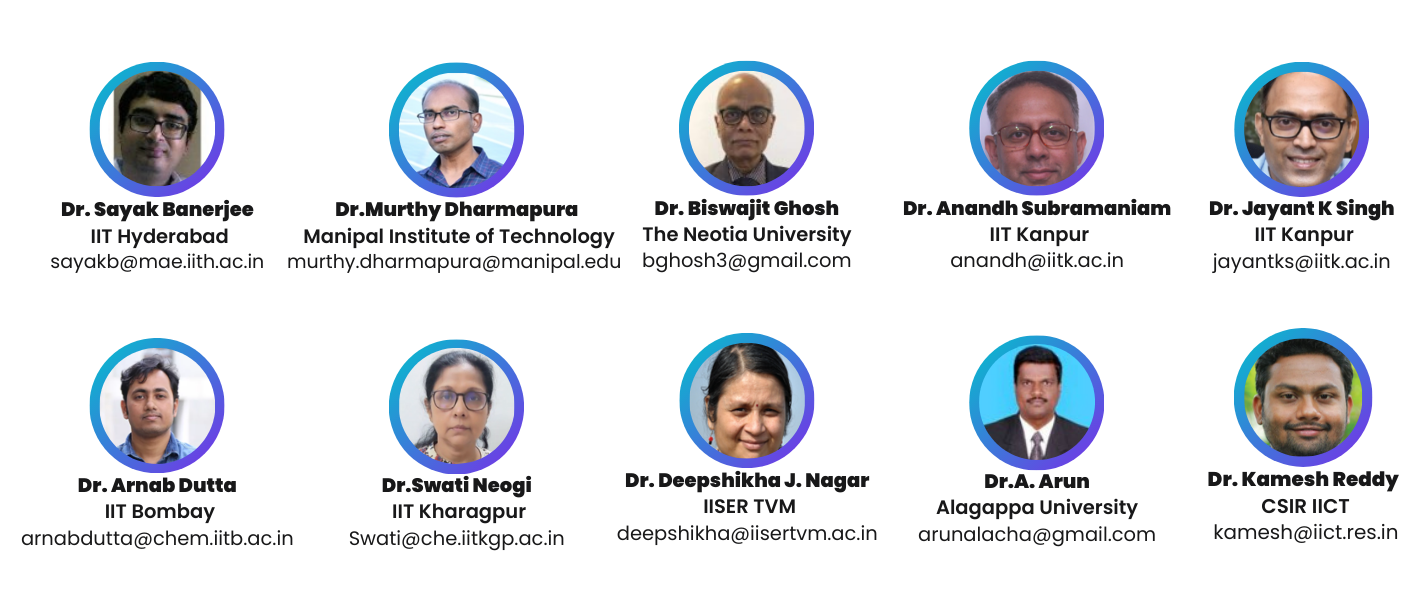 Dr. Sayak Banerjee
IIT Hyderabad
sayakb@mae.iith.ac.in
Dr.Murthy Dharmapura
Manipal Institute of Technology
murthy.dharmapura@manipal.edu
Dr. Biswajit Ghosh
The Neotia University
bghosh3@gmail.com
Dr. Anandh Subramaniam
IIT Kanpur
anandh@iitk.ac.in
Dr. Jayant K Singh
IIT Kanpur
jayantks@iitk.ac.in
Dr. Arnab Dutta
IIT Bombay
arnabdutta@chem.iitb.ac.in
Dr.Swati Neogi
IIT Kharagpur
Swati@che.iitkgp.ac.in
Dr. Deepshikha J. Nagar
IISER TVM
deepshikha@iisertvm.ac.in
Dr.A. Arun
Alagappa University
arunalacha@gmail.com
Dr. Kamesh Reddy
CSIR IICT
kamesh@iict.res.in